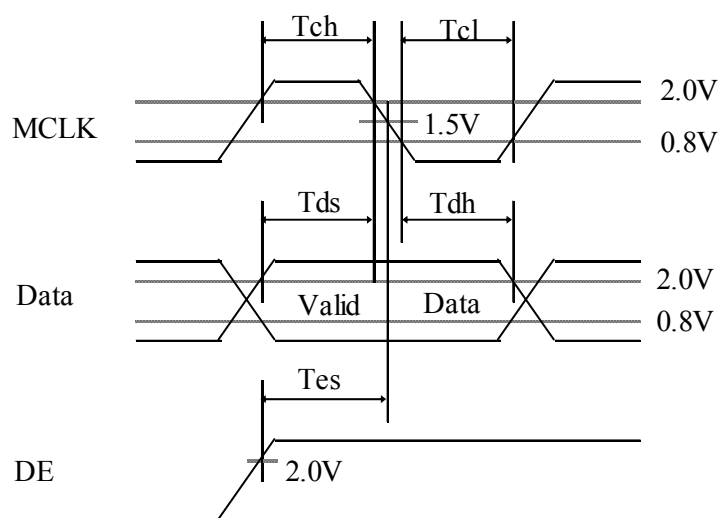 Tch
Tcl
2.0V
MCLK
1.5V
0.8V
Tds
Tdh
Data
2.0V
Valid
Data
0.8V
Tes
DE
2.0V